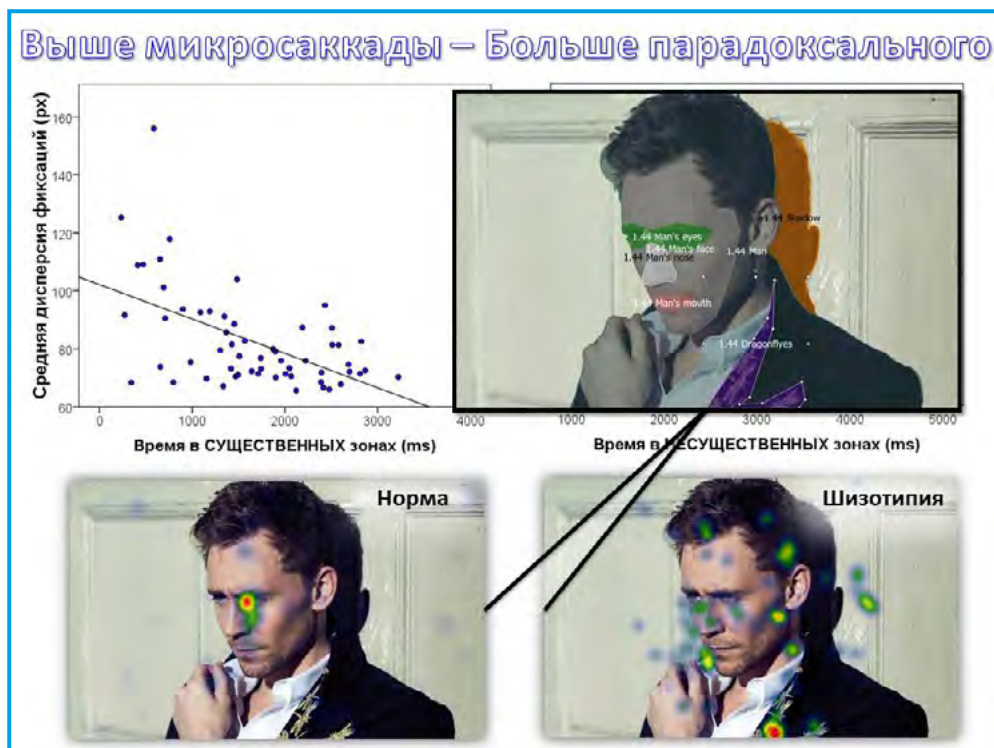 Выше микросаккады – Больше парадоксального
Средняя дисперсия фиксаций (px)
160
140
120
100
80
60
0 1000 2000 3000 4000
Время в СУЩЕСТВЕННЫХ зонах (ms)
1.44 Shadow
1.44 Man's eyes
1.44 Man's face
1.44 Man
1.44 Man's nose
1.44 Man's mouth
1.44 Dragonflyes
1000 2000 3000 4000 5000
Время в НЕСУЩЕСТВЕННЫХ зонах (ms)
Норма
Шизотипия